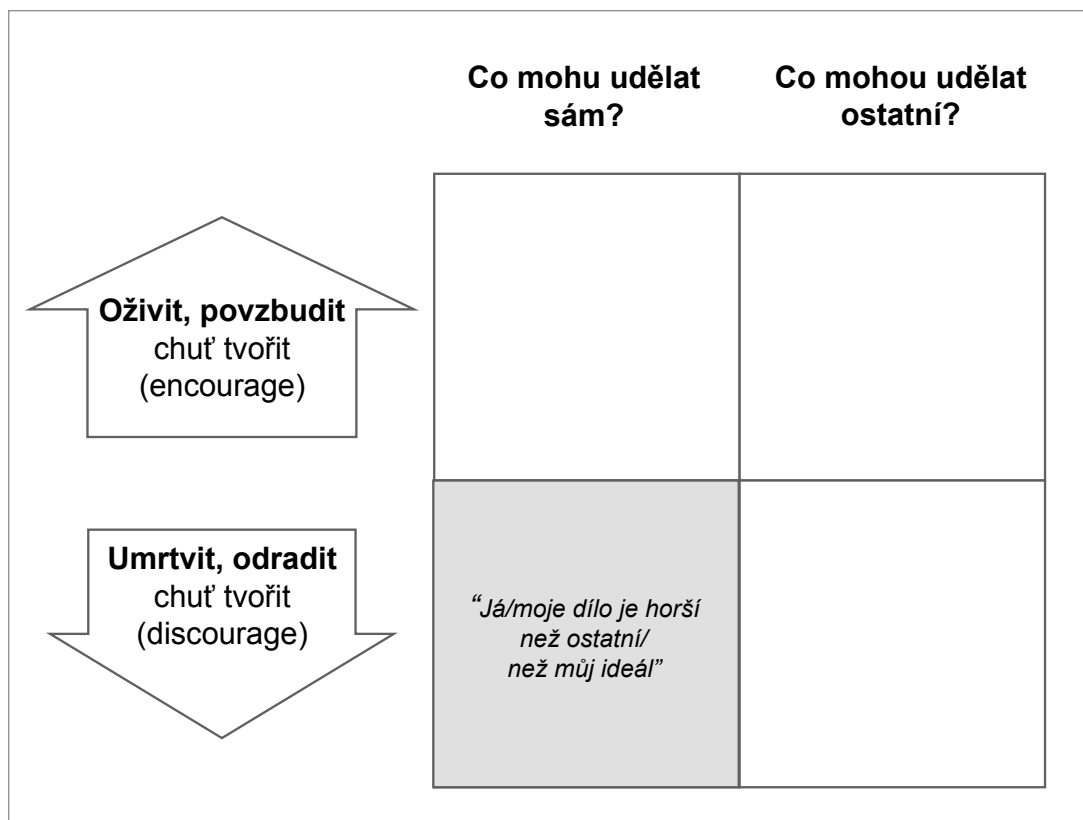 Co mohu udělat
sám?
Co mohou udělat
ostatní?
Oživit, povzbudit
chuť tvořit
(encourage)
Umrtvit, odradit
chuť tvořit
(discourage)
“Já/moje dílo je horší
než ostatní/
než můj ideál”